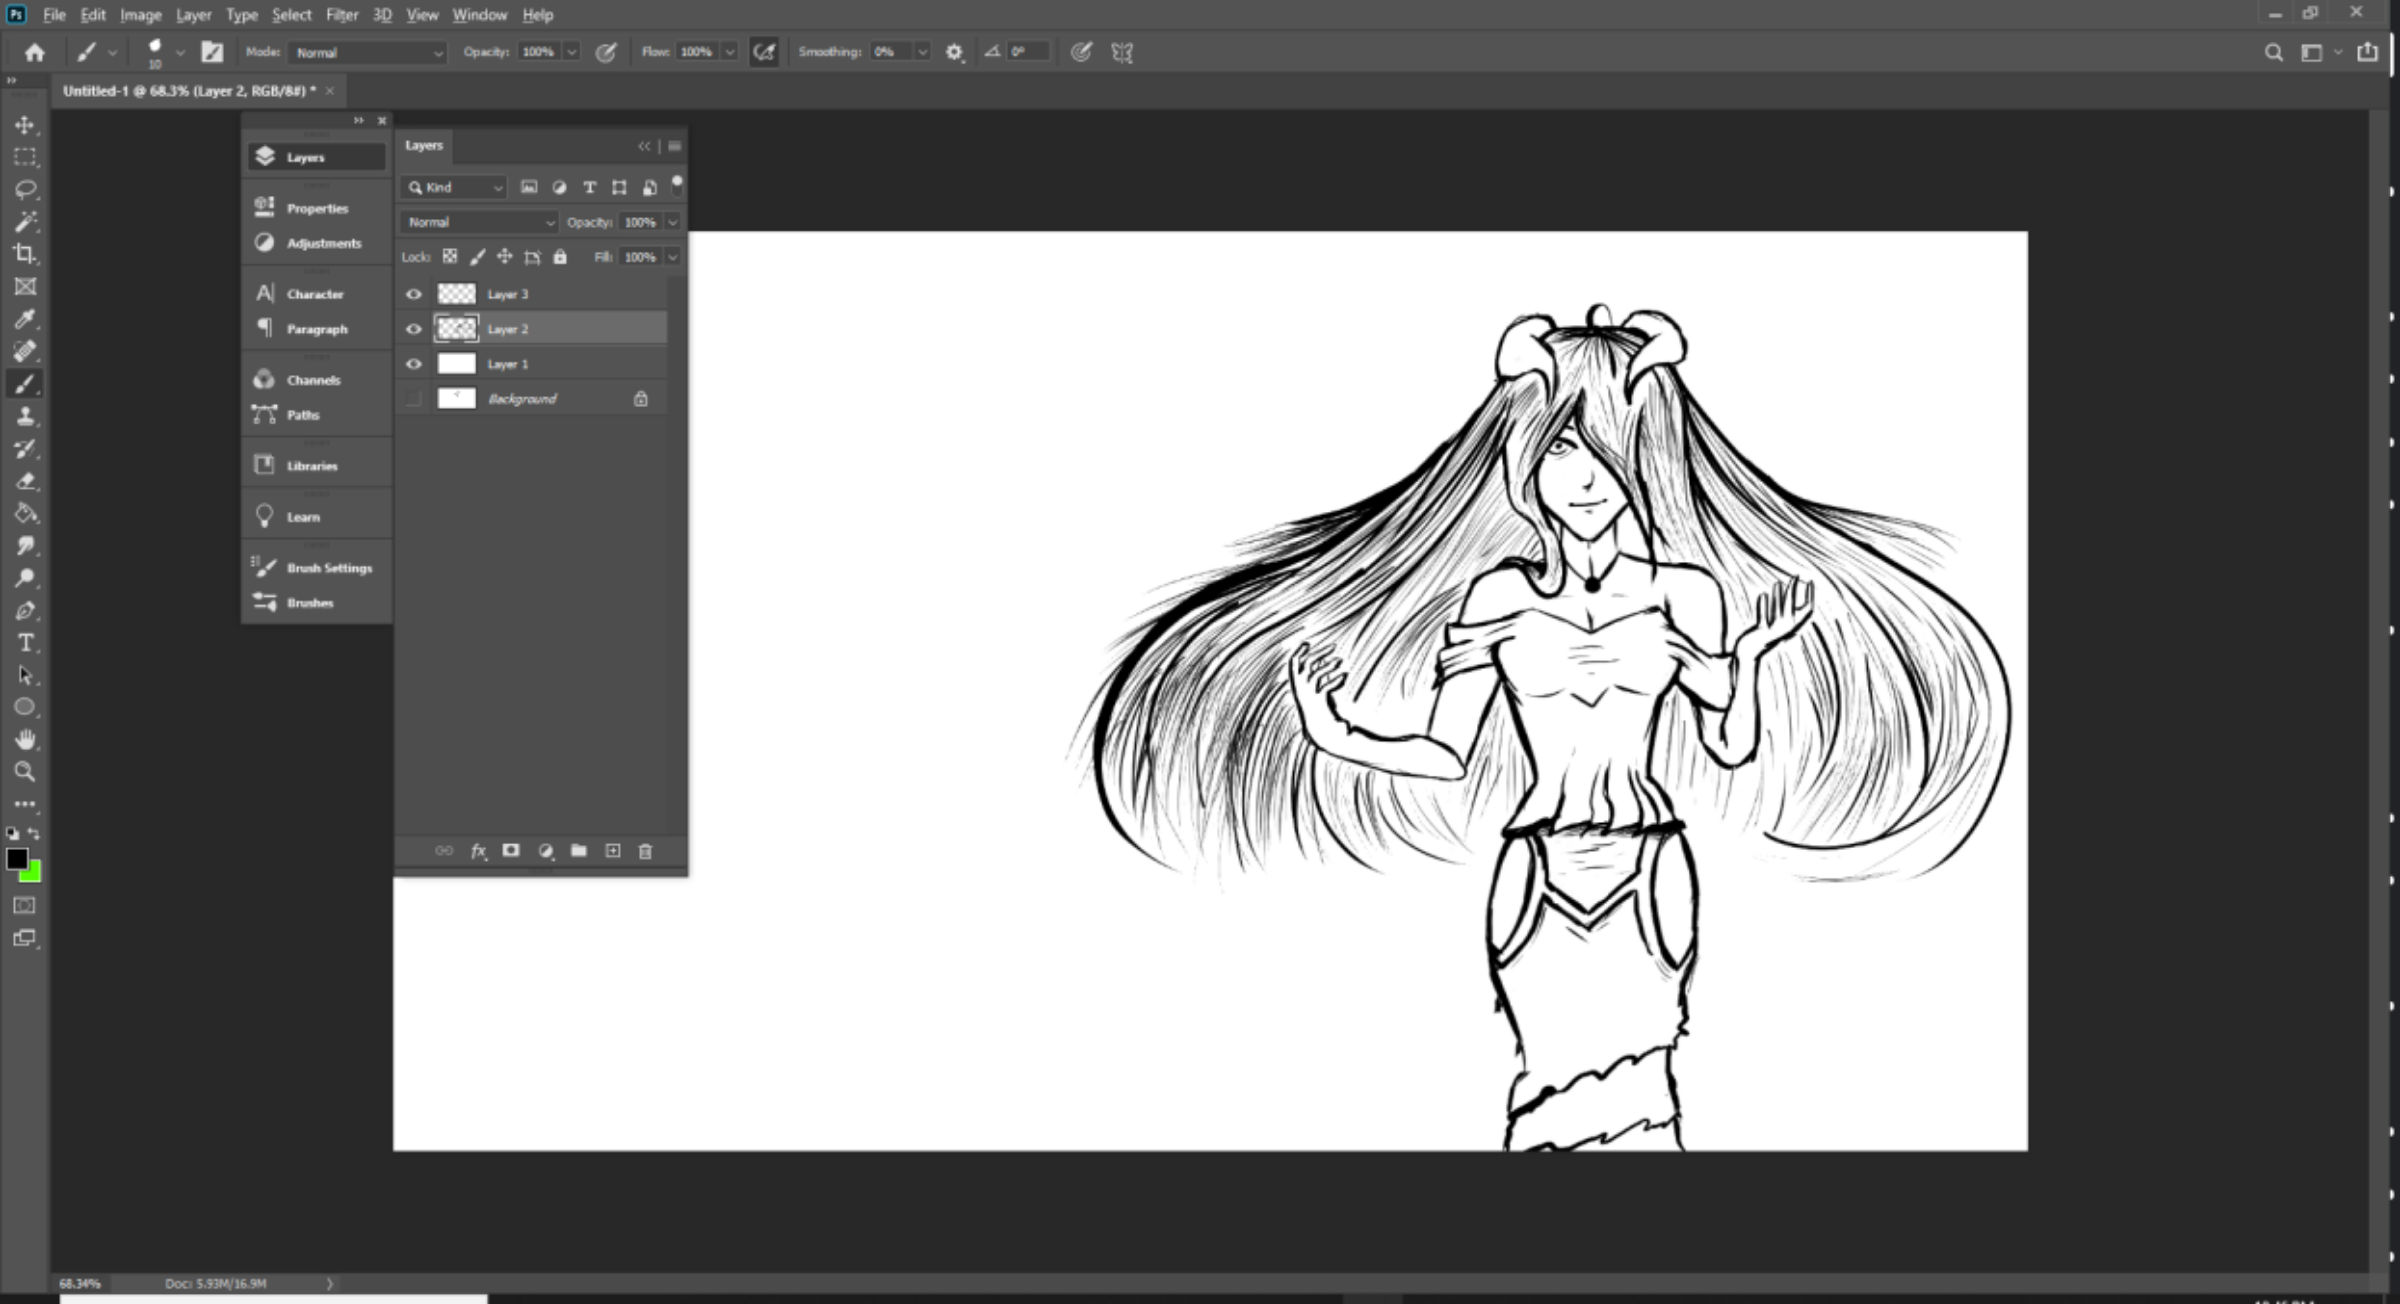 Ps File Edit Image Layer Type Select Filter 3D View Window Help
10 Mode: Normal Opacity: 100% Flow: 100% Smoothing: 0% 0°
Untitled-1 @ 68.3% (Layer 2, RGB/8#) *
Layers
Properties
Adjustments
Character
Paragraph
Channels
Paths
Libraries
Learn
Brush Settings
Brushes
Layers
Kind
Normal Opacity: 100%
Lock: Fill: 100%
Layer 3
Layer 2
Layer 1
Background
fx
68.34% Doc: 5.93M/16.9M